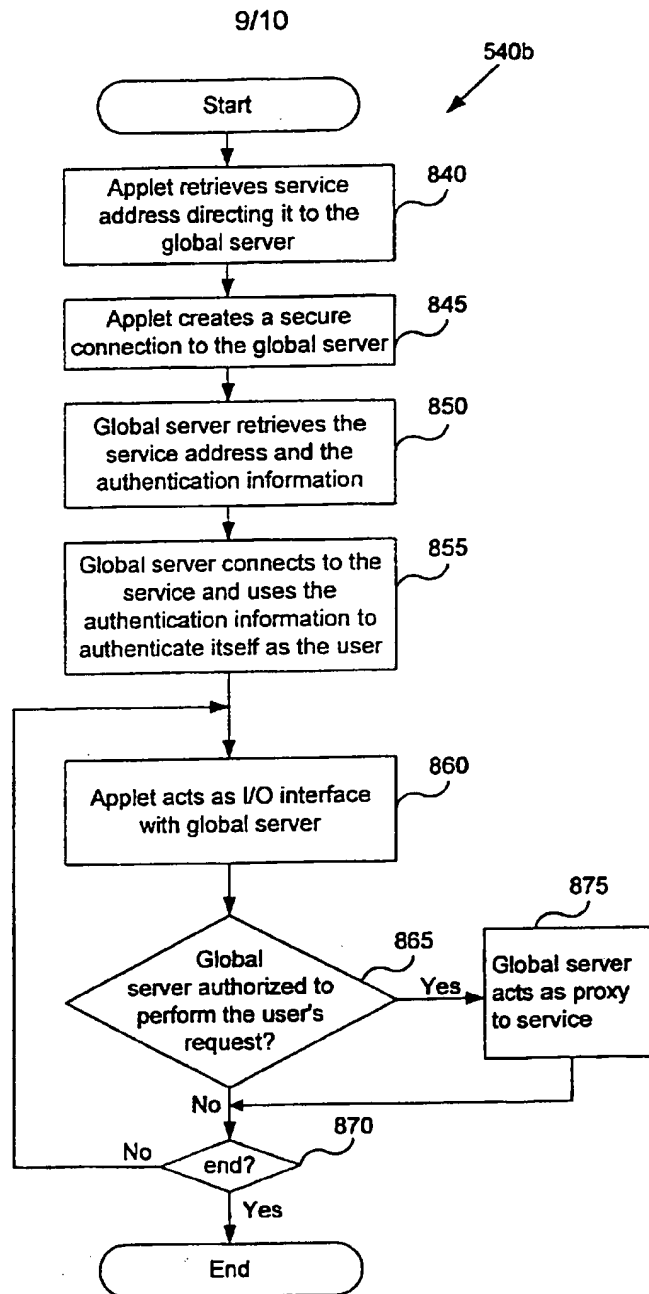 9/10
540b
Start
Applet retrieves service
address directing it to the
global server
840
Applet creates a secure
connection to the global server
845
Global server retrieves the
service address and the
authentication information
850
Global server connects to the
service and uses the
authentication information to
authenticate itself as the user
855
Applet acts as I/O interface
with global server
860
Global
server authorized to
perform the user's
request?
865
Yes
875
Global server
acts as proxy
to service
No
870
end?
No
Yes
End